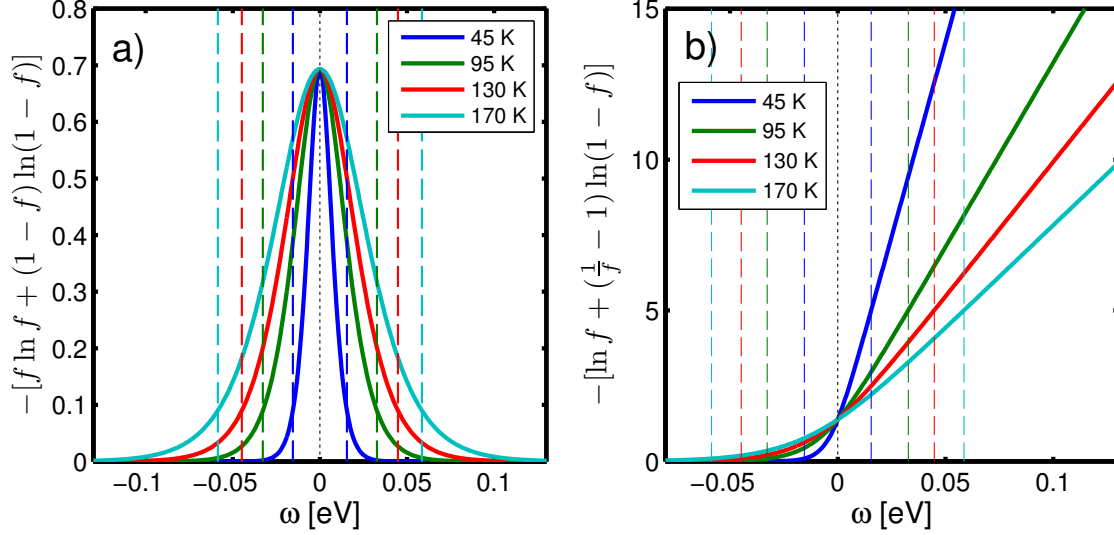 a)
−[f ln f + (1 − f) ln(1 − f)]
0.8
0.7
0.6
0.5
0.4
0.3
0.2
0.1
0
45 K
95 K
130 K
170 K
−0.1
−0.05
0
0.05
0.1
ω [eV]
b)
−[ln f + (1/f − 1) ln(1 − f)]
15
10
5
0
45 K
95 K
130 K
170 K
−0.05
0
0.05
0.1
ω [eV]